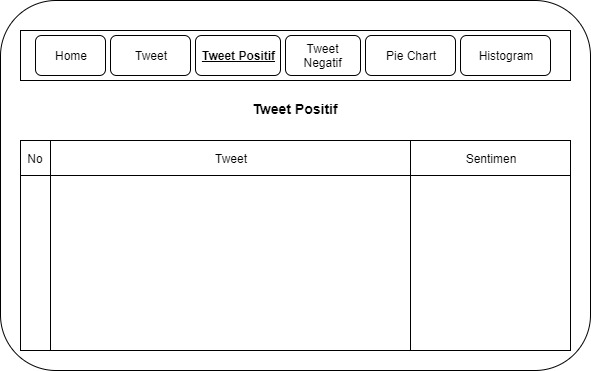 Home
Tweet
Tweet Positif
Tweet
Negatif
Pie Chart
Histogram
Tweet Positif
No
Tweet
Sentimen